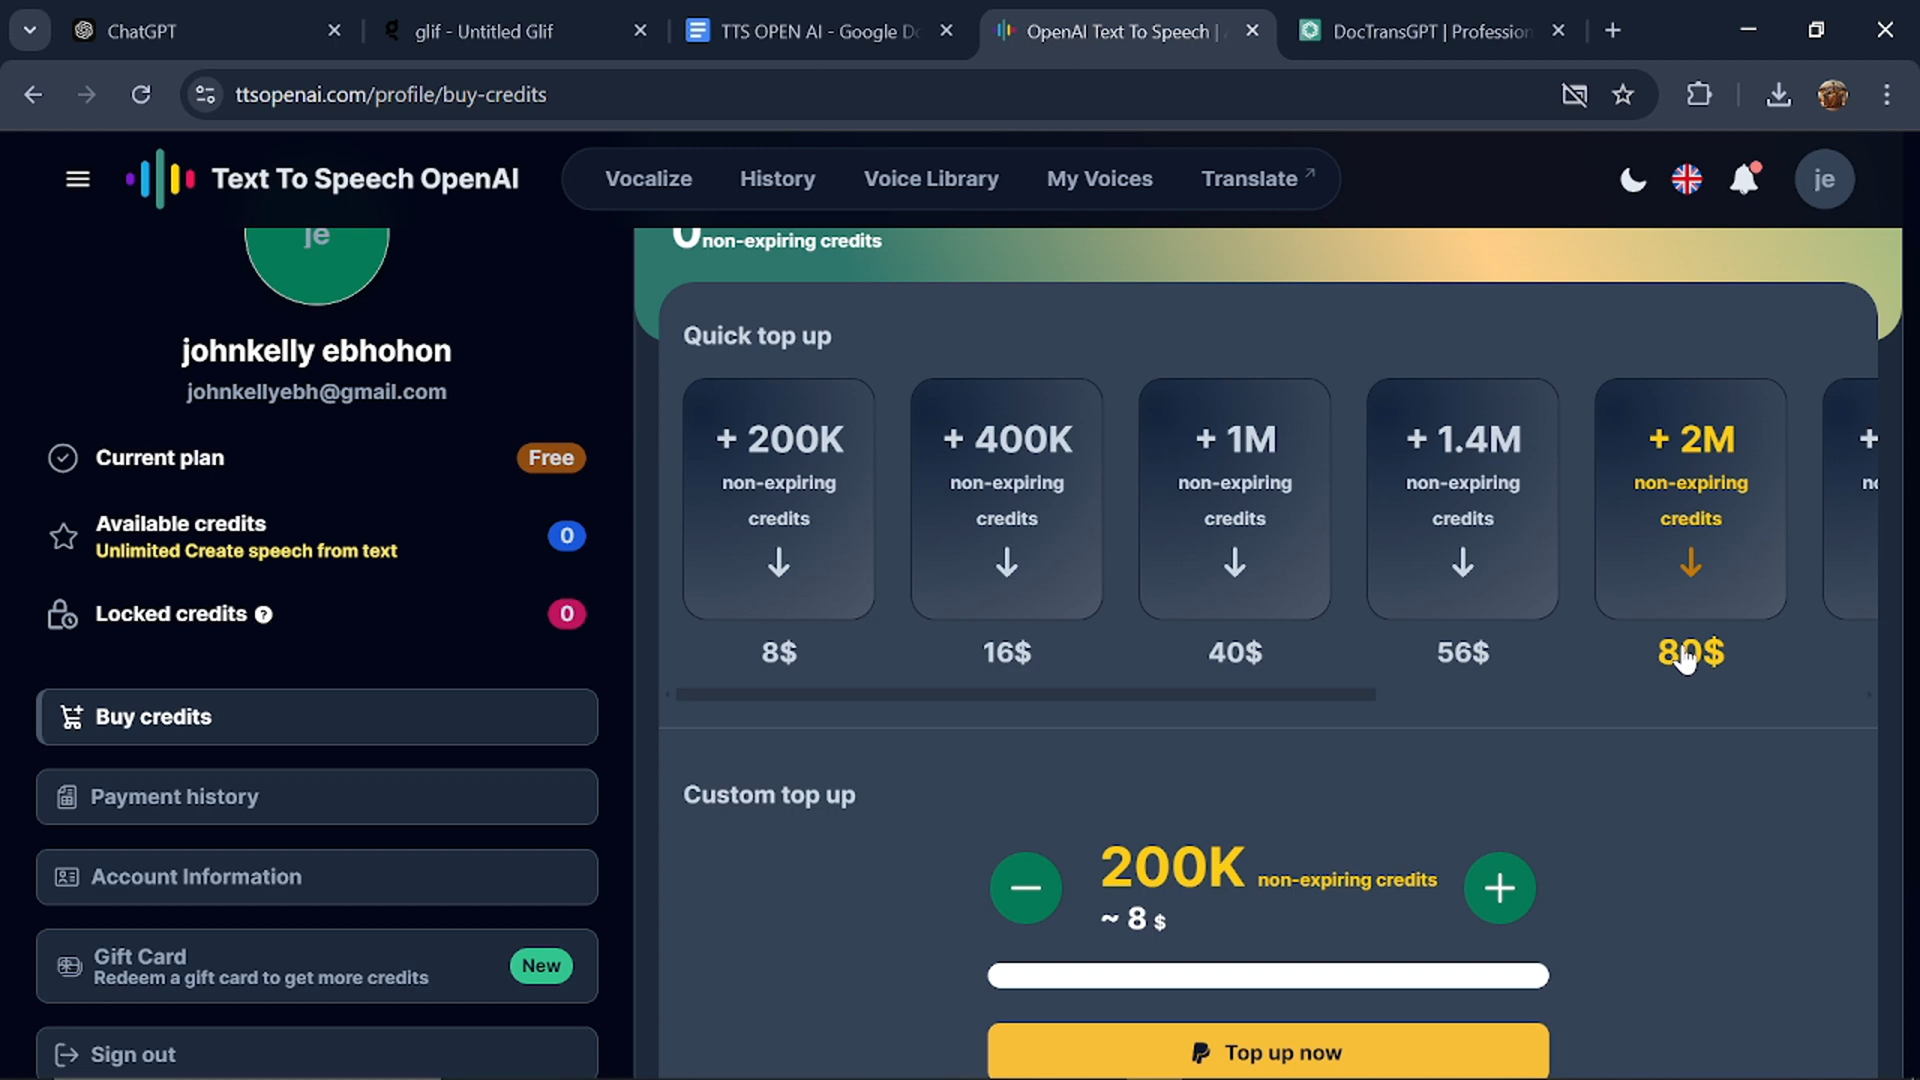 ChatGPT
glif - Untitled Glif
TTS OPEN AI - Google Do
OpenAI Text To Speech |
DocTransGPT | Profession
ttsopenai.com/profile/buy-credits
Text To Speech OpenAI
Vocalize
History
Voice Library
My Voices
Translate
je
je
johnkelly ebhohon
johnkellyebh@gmail.com
Current plan
Free
Available credits
Unlimited Create speech from text
0
Locked credits ?
0
Buy credits
Payment history
Account Information
Gift Card
Redeem a gift card to get more credits
New
Sign out
0 non-expiring credits
Quick top up
+ 200K
non-expiring
credits
8$
+ 400K
non-expiring
credits
16$
+ 1M
non-expiring
credits
40$
+ 1.4M
non-expiring
credits
56$
+ 2M
non-expiring
credits
80$
+
Custom top up
200K non-expiring credits
~ 8 $
Top up now